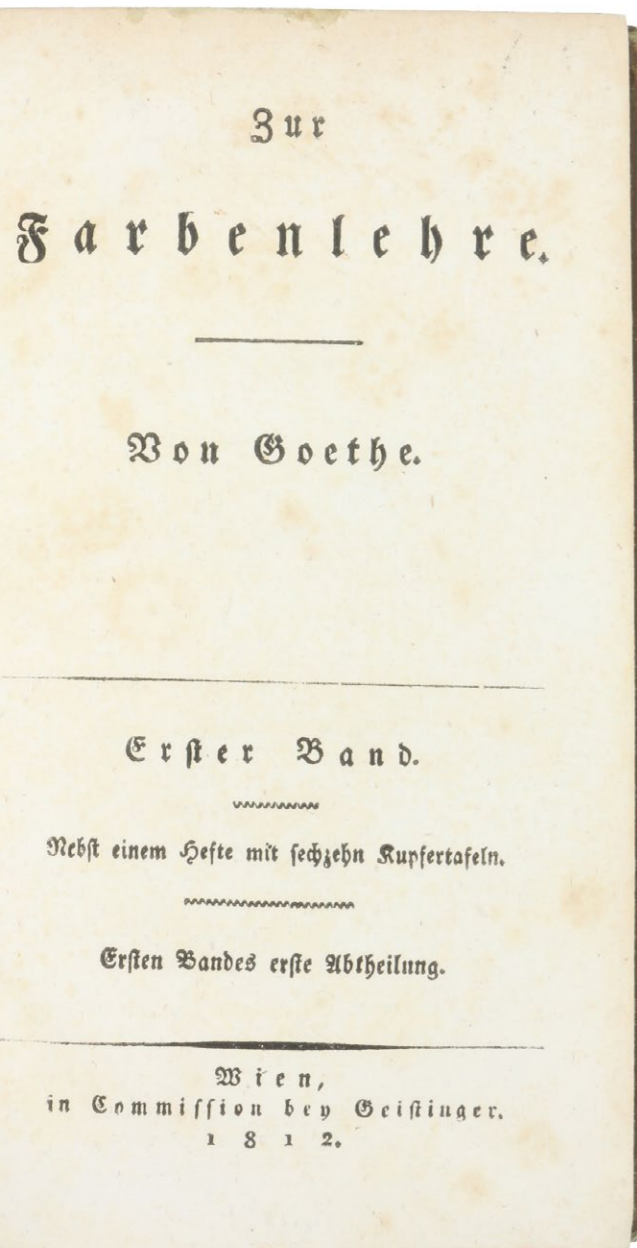 Zur
Farbenlehre.
Von Goethe.
Erster Band.
Nebst einem Hefte mit sechzehn Kupfertafeln.
Ersten Bandes erste Abtheilung.
Wien,
in Commission bey Geistinger.
1812.